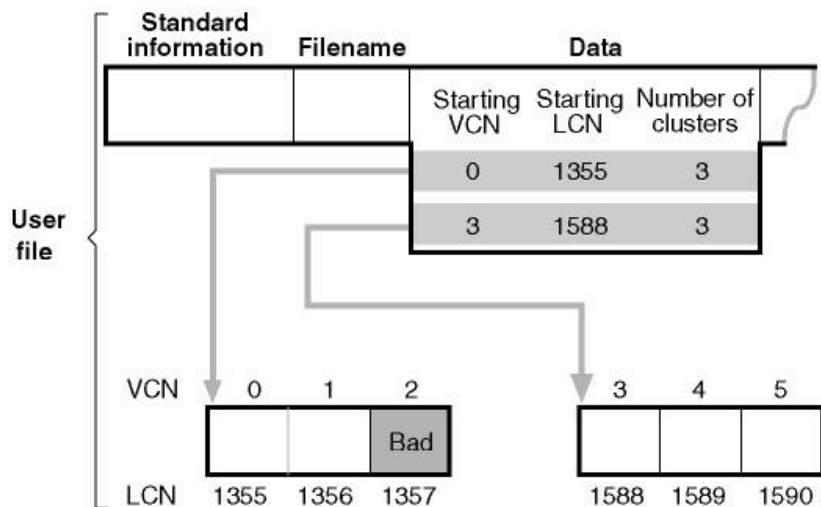 Standard information Filename Data
Starting VCN Starting LCN Number of clusters
0 1355 3
3 1588 3
User file
VCN 0 1 2 3 4 5
Bad
LCN 1355 1356 1357 1588 1589 1590